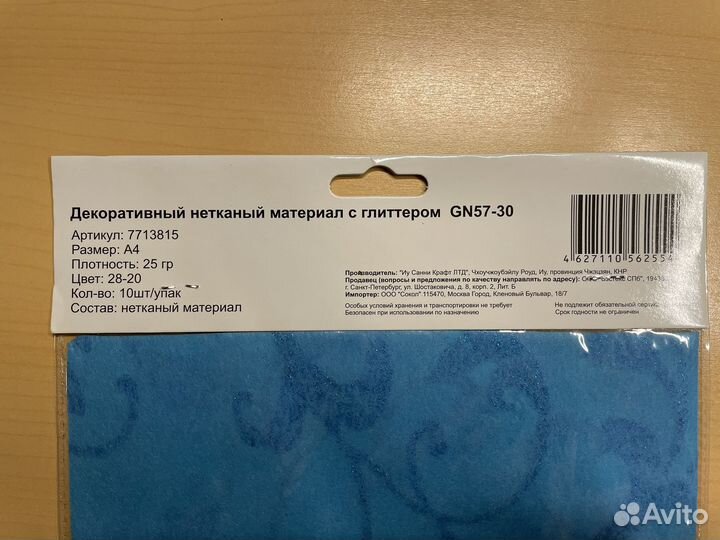 Декоративный нетканый материал с глиттером GN57-30
Артикул: 7713815
Размер: А4
Плотность: 25 гр
Цвет: 28-20
Кол-во: 10шт/упак
Состав: нетканый материал
4 627110 562554
Производитель: "Иу Санни Крафт ЛТД", Чхоучжоубэйлу Роуд, Иу, провинция Чжэцзян, КНР
Продавец (вопросы и предложения по качеству направлять по адресу): СПб", 1943
г. Санкт-Петербург, ул. Шостаковича, д. 8, корп. 2, Лит. Б
Импортер: ООО "Сокол" 115470, Москва Город, Кленовый Бульвар, 18/7
Особых условий хранения и транспортировки не требует
Безопасен при использовании по назначению
Не подлежит обязательной серт
Срок годности не ограничен
Avito